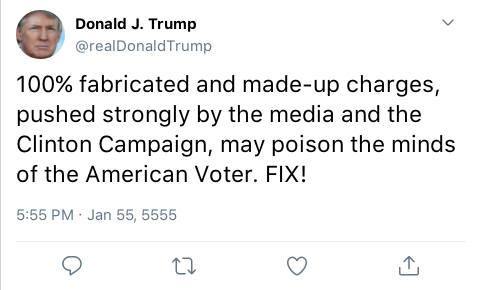 Donald J. Trump
@realDonaldTrump
100% fabricated and made-up charges,
pushed strongly by the media and the
Clinton Campaign, may poison the minds
of the American Voter. FIX!
5:55 PM · Jan 55, 5555